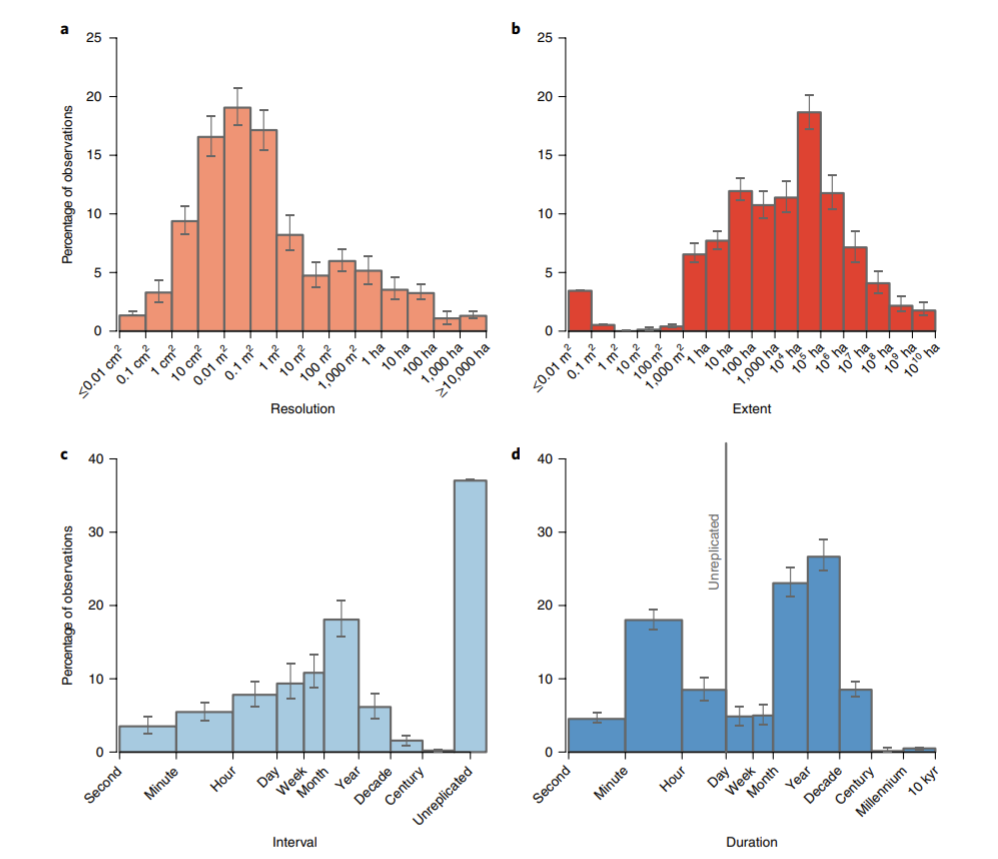 a
25
20
15
10
5
0
Percentage of observations
≤0.01 cm²
0.1 cm²
1 cm²
10 cm²
0.01 m²
0.1 m²
1 m²
10 m²
100 m²
1,000 m²
1 ha
10 ha
100 ha
1,000 ha
≥10,000 ha
Resolution
b
25
20
15
10
5
0
≤0.01 m²
0.1 m²
1 m²
10 m²
100 m²
1,000 m²
1 ha
10 ha
100 ha
1,000 ha
10⁴ ha
10⁵ ha
10⁶ ha
10⁷ ha
10⁸ ha
10⁹ ha
10¹⁰ ha
Extent
c
40
30
20
10
0
Percentage of observations
Second
Minute
Hour
Day
Week
Month
Year
Decade
Century
Unreplicated
Interval
d
40
30
20
10
0
Unreplicated
Second
Minute
Hour
Day
Week
Month
Year
Decade
Century
Millennium
10 kyr
Duration